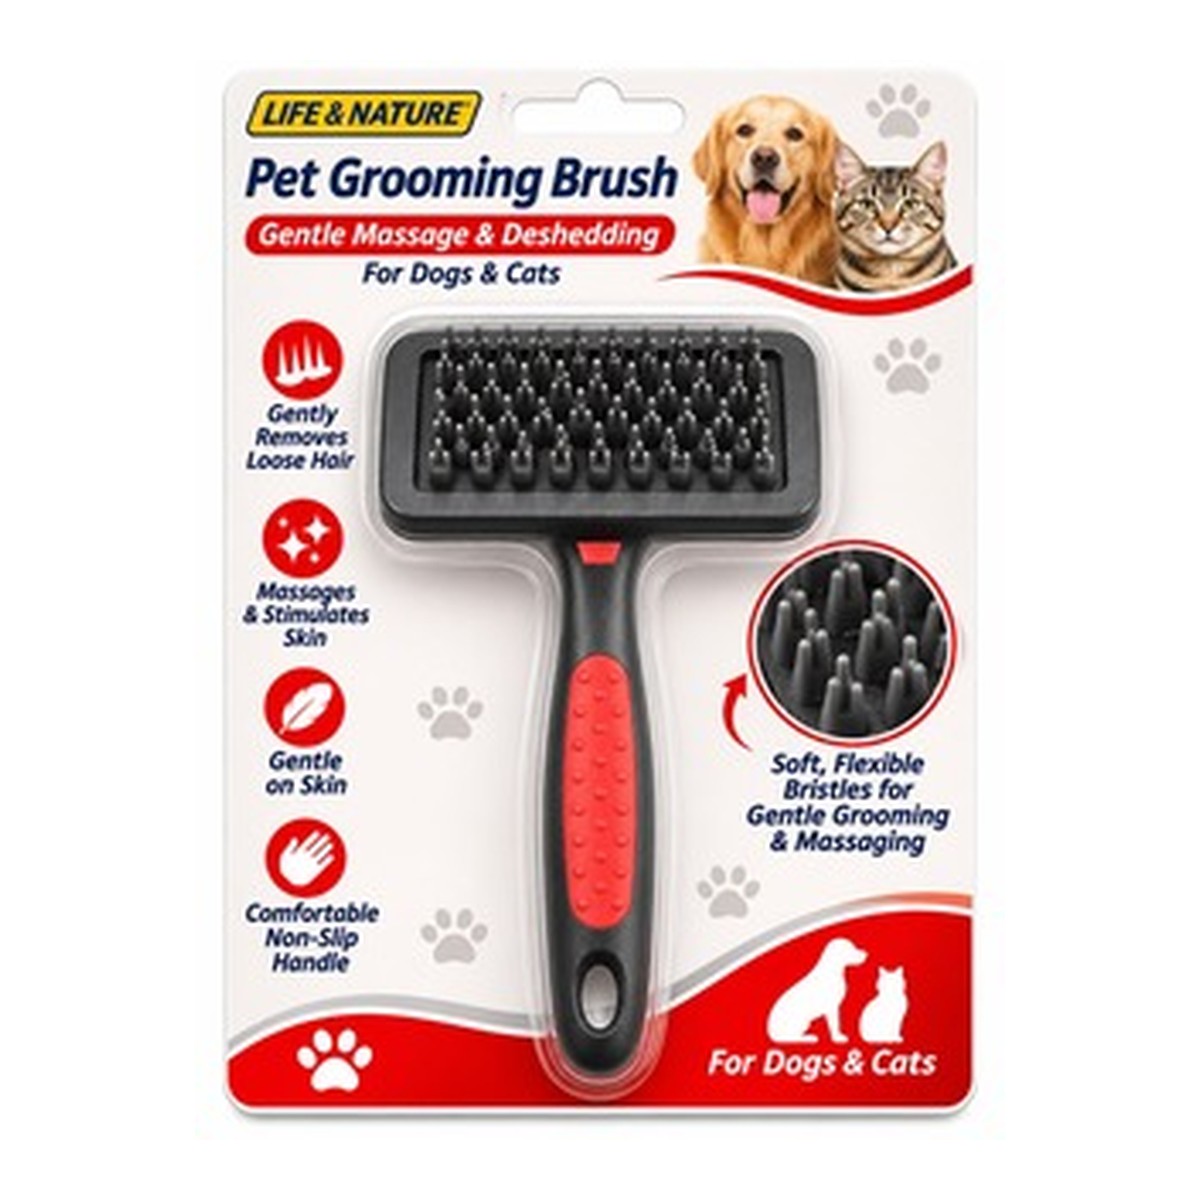 LIFE & NATURE
Pet Grooming Brush
Gentle Massage & Deshedding
For Dogs & Cats
Gently
Removes
Loose Hair
Massages
& Stimulates
Skin
Gentle
on Skin
Comfortable
Non-Slip
Handle
Soft, Flexible
Bristles for
Gentle Grooming
& Massaging
For Dogs & Cats